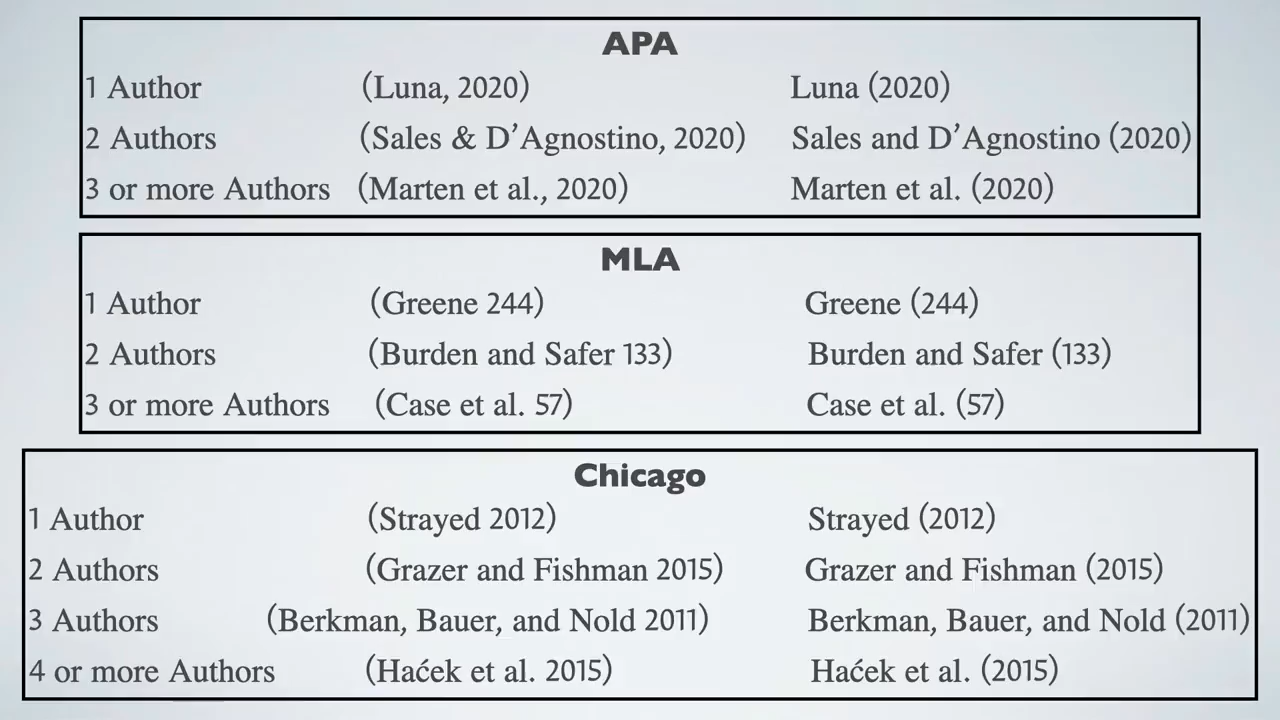 APA
1 Author (Luna, 2020) Luna (2020)
2 Authors (Sales & D’Agnostino, 2020) Sales and D’Agnostino (2020)
3 or more Authors (Marten et al., 2020) Marten et al. (2020)
MLA
1 Author (Greene 244) Greene (244)
2 Authors (Burden and Safer 133) Burden and Safer (133)
3 or more Authors (Case et al. 57) Case et al. (57)
Chicago
1 Author (Strayed 2012) Strayed (2012)
2 Authors (Grazer and Fishman 2015) Grazer and Fishman (2015)
3 Authors (Berkman, Bauer, and Nold 2011) Berkman, Bauer, and Nold (2011)
4 or more Authors (Haćek et al. 2015) Haćek et al. (2015)